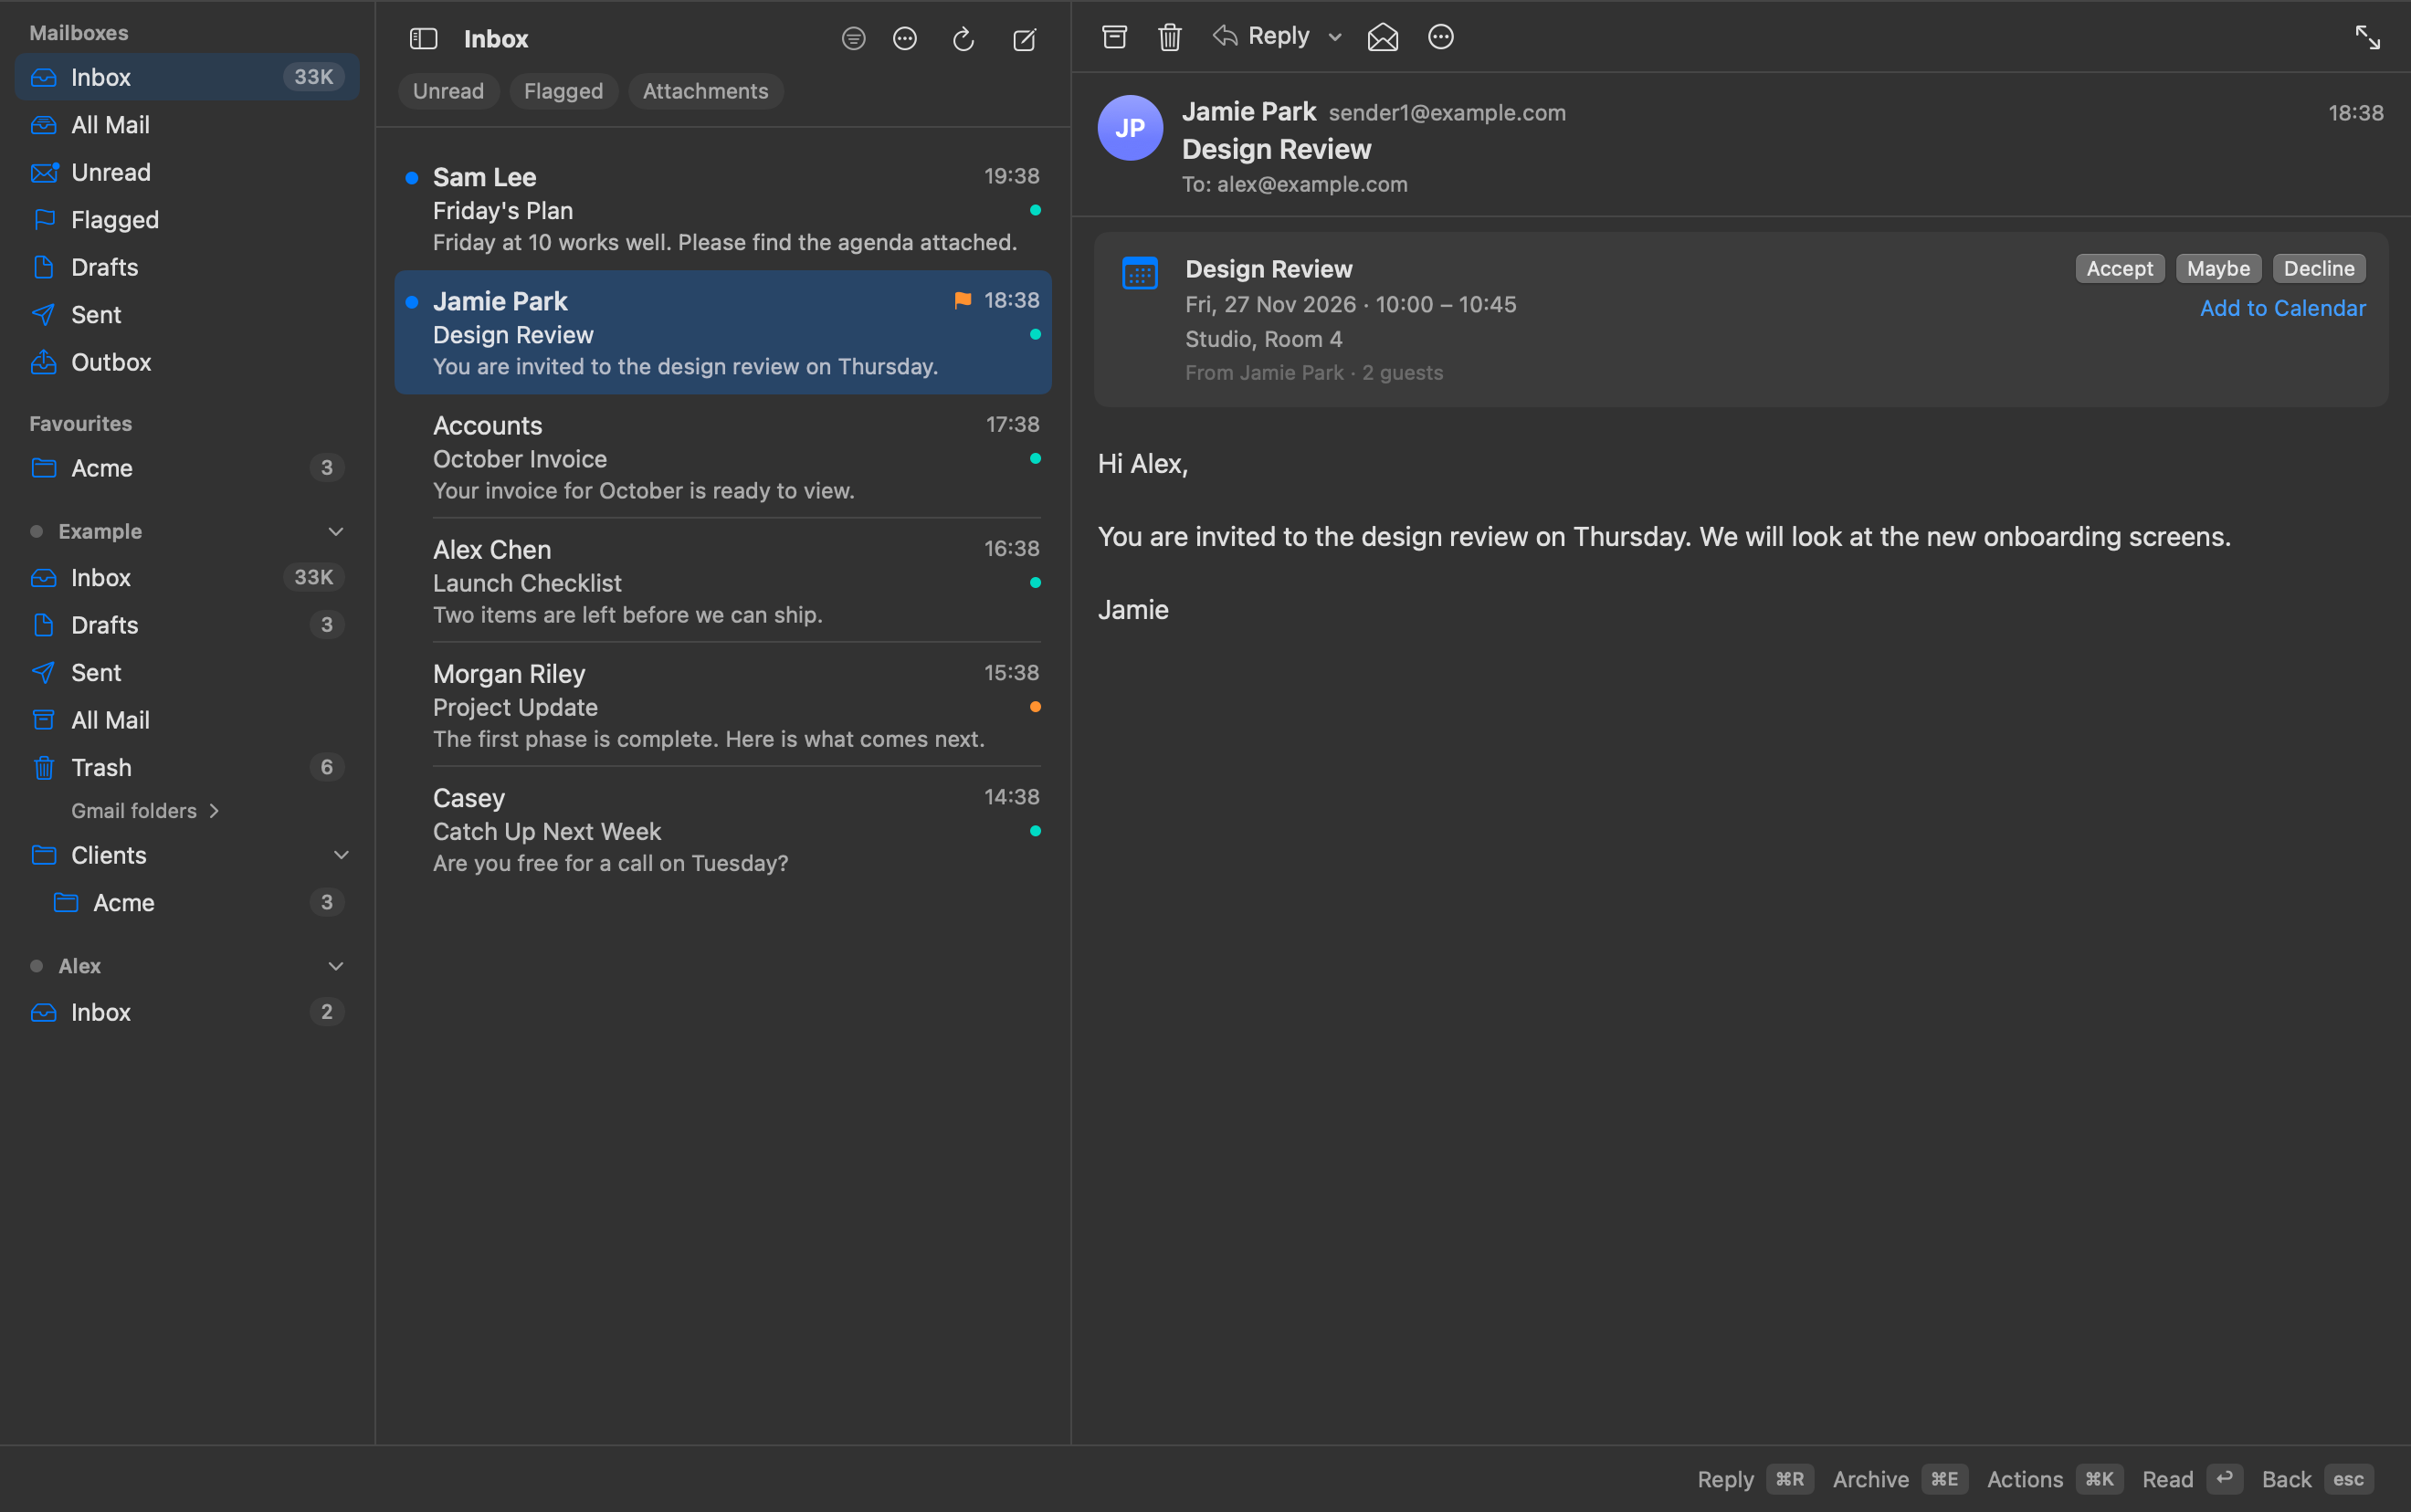 Mailboxes
Inbox 33K
All Mail
Unread
Flagged
Drafts
Sent
Outbox
Favourites
Acme 3
Example
Inbox 33K
Drafts 3
Sent
All Mail
Trash 6
Gmail folders
Clients
Acme 3
Alex
Inbox 2
Inbox
Unread Flagged Attachments
Sam Lee 19:38
Friday's Plan
Friday at 10 works well. Please find the agenda attached.
Jamie Park 18:38
Design Review
You are invited to the design review on Thursday.
Accounts 17:38
October Invoice
Your invoice for October is ready to view.
Alex Chen 16:38
Launch Checklist
Two items are left before we can ship.
Morgan Riley 15:38
Project Update
The first phase is complete. Here is what comes next.
Casey 14:38
Catch Up Next Week
Are you free for a call on Tuesday?
Reply
JP
Jamie Park sender1@example.com 18:38
Design Review
To: alex@example.com
Design Review Accept Maybe Decline
Fri, 27 Nov 2026 · 10:00 – 10:45 Add to Calendar
Studio, Room 4
From Jamie Park · 2 guests
Hi Alex,
You are invited to the design review on Thursday. We will look at the new onboarding screens.
Jamie
Reply ⌘R Archive ⌘E Actions ⌘K Read ↩ Back esc